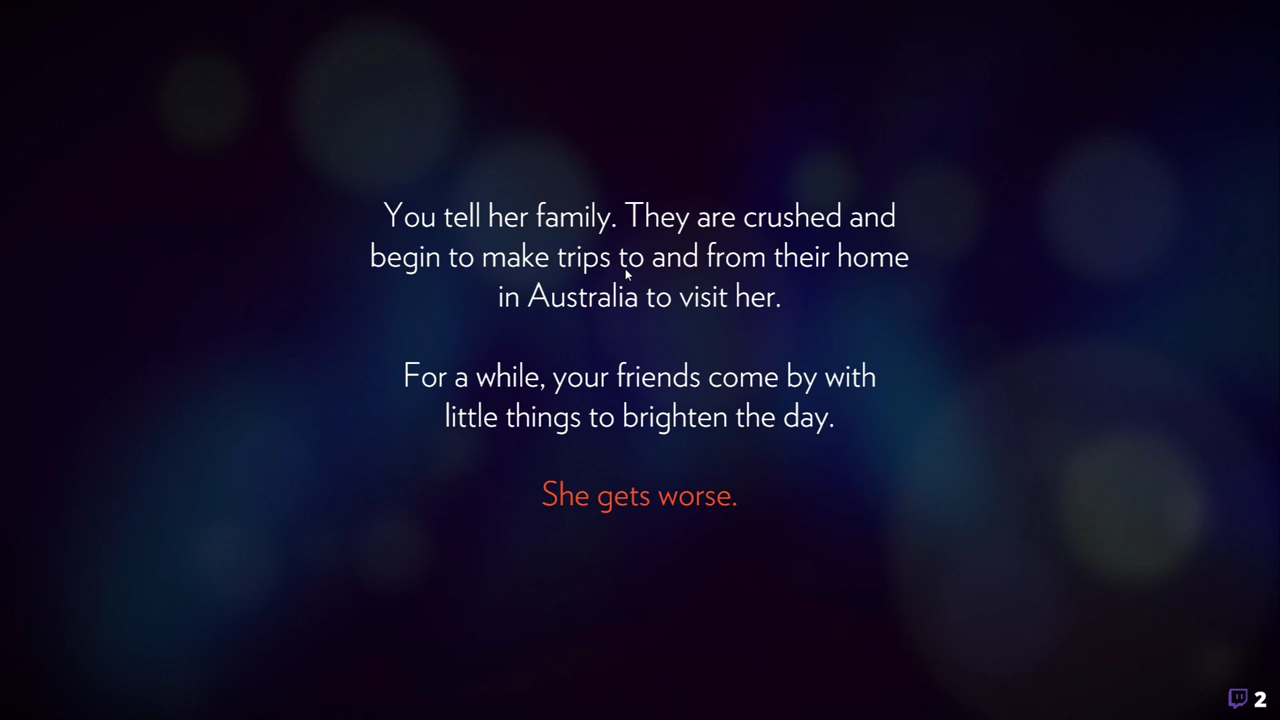 You tell her family. They are crushed and
begin to make trips to and from their home
in Australia to visit her.
For a while, your friends come by with
little things to brighten the day.
She gets worse.
2